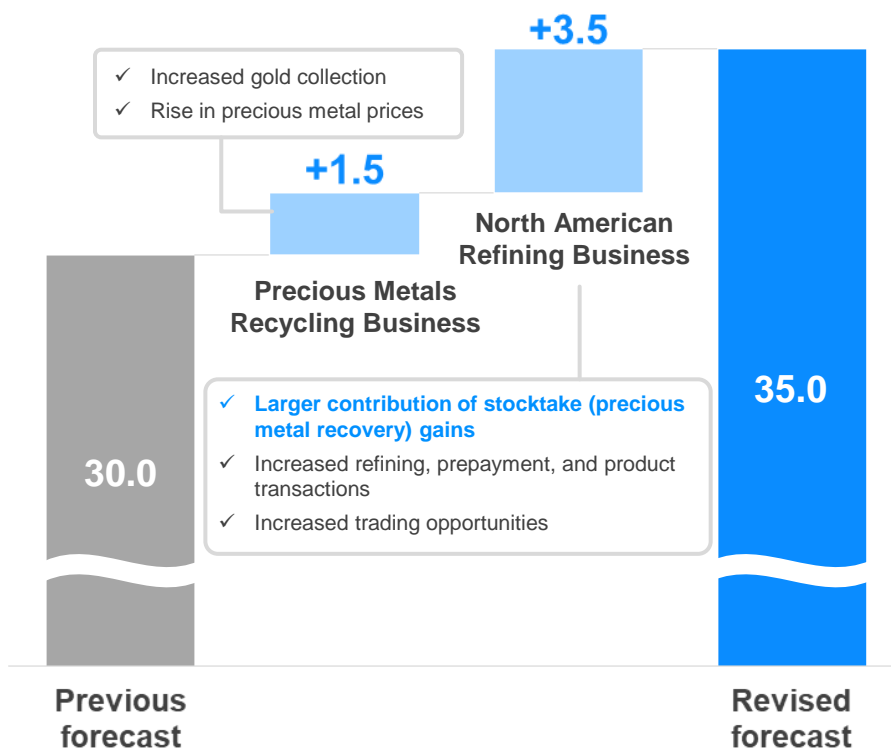 +3.5
✓ Increased gold collection
✓ Rise in precious metal prices
+1.5
North American
Refining Business
Precious Metals
Recycling Business
✓ Larger contribution of stocktake (precious
metal recovery) gains
✓ Increased refining, prepayment, and product
transactions
✓ Increased trading opportunities
30.0
35.0
Previous
forecast
Revised
forecast